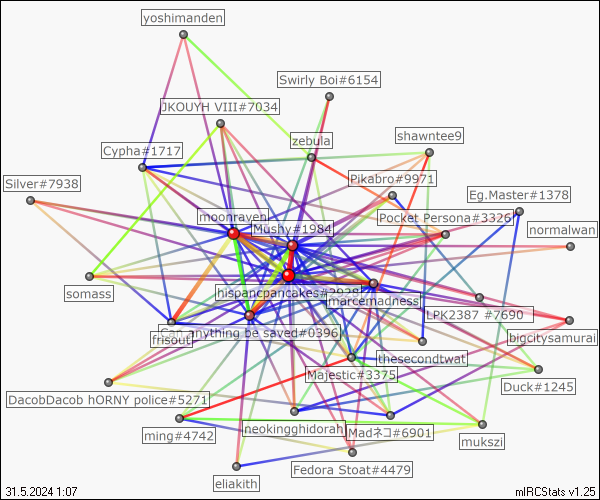 yoshimanden
Swirly Boi#6154
JKOUYH VIII#7034
zebula
shawntee9
Cypha#1717
Pikabro#9971
Silver#7938
Eg.Master#1378
moonraven
Pocket Persona#3326
Mushy#1984
normalwan
somass
hispancpancakes#2928
marcemadness
LPK2387 #7690
Can anything be saved#0396
frisout
bigcitysamurai
thesecondtwat
Majestic#3375
Duck#1245
DacobDacob hORNY police#5271
neokingghidorah
Madネコ#6901
ming#4742
mukszi
Fedora Stoat#4479
eliakith
31.5.2024 1:07
mIRCStats v1.25